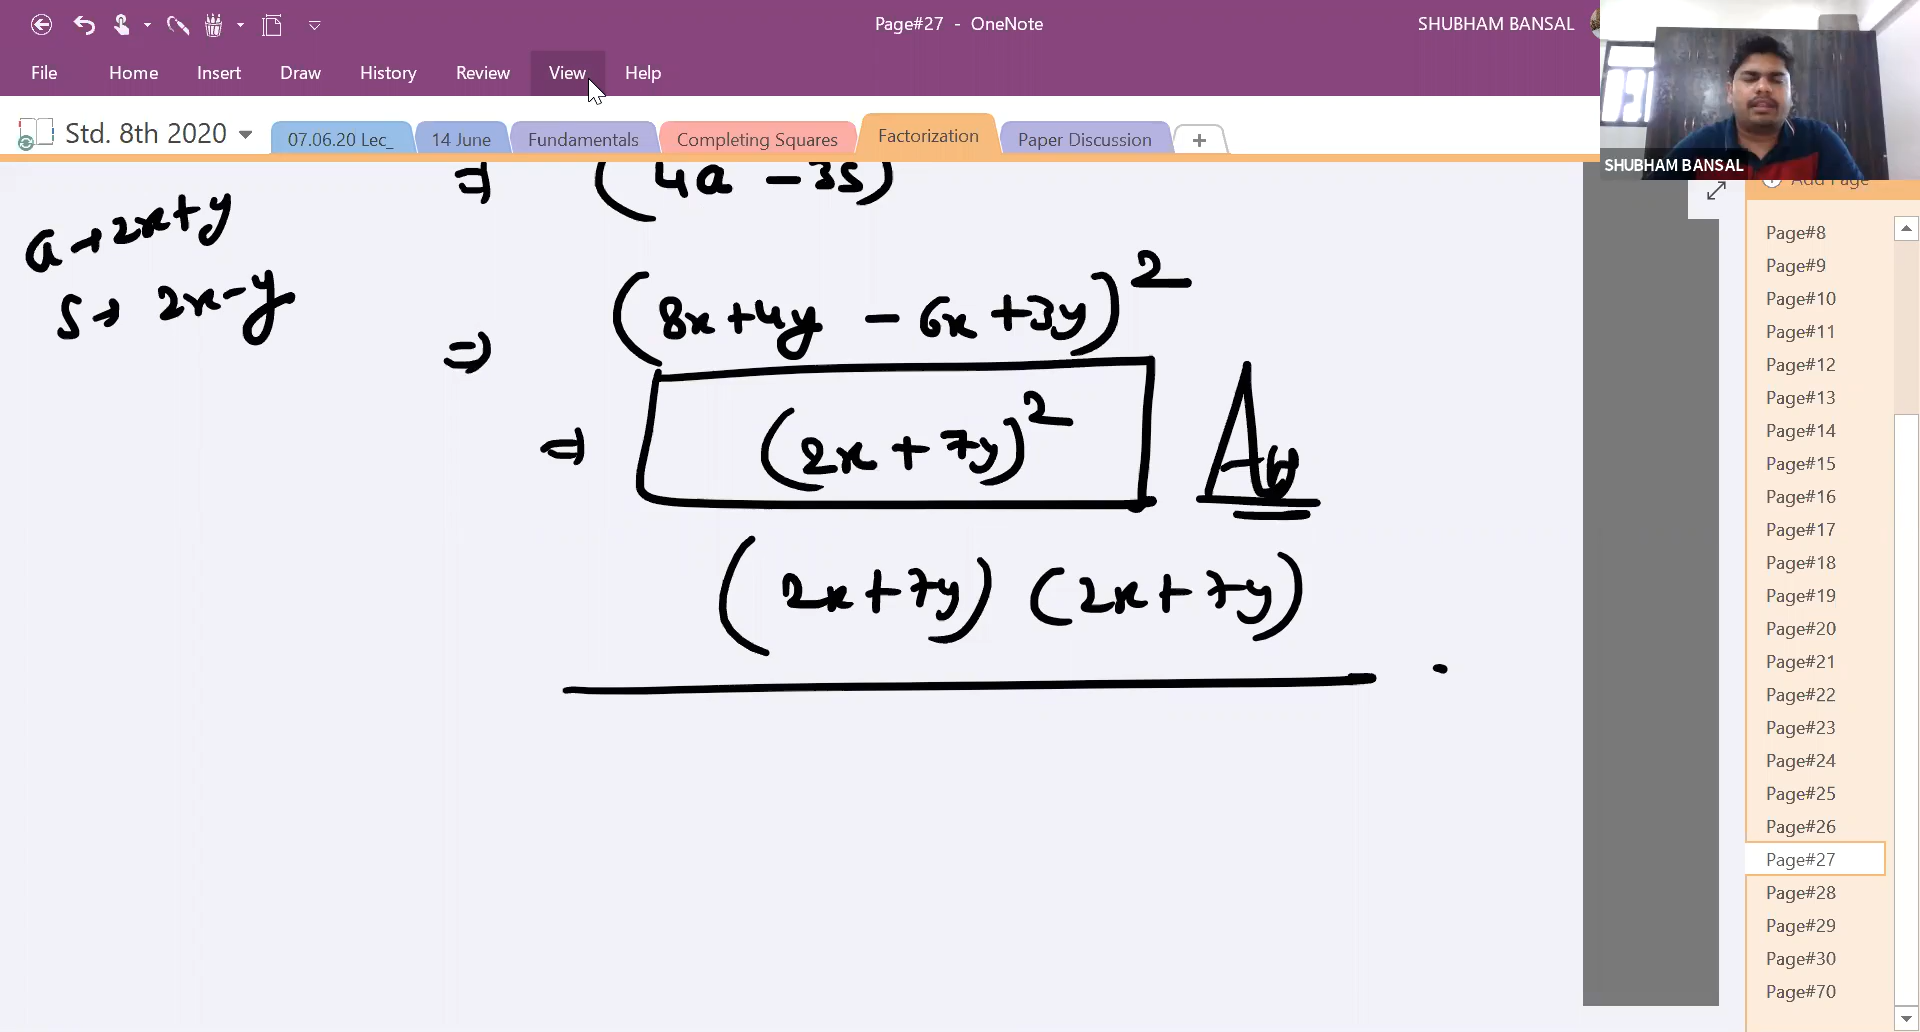 Page#27 - OneNote
SHUBHAM BANSAL
File Home Insert Draw History Review View Help
SHUBHAM BANSAL
Std. 8th 2020
07.06.20 Lec_ 14 June Fundamentals Completing Squares Factorization Paper Discussion +
Add Page
⇒ (4a - 3s)
a → 2x+y
s → 2x-y
⇒ (8x+4y - 6x+3y)²
⇒ (2x+7y)²
(2x+7y) (2x+7y)
Page#8
Page#9
Page#10
Page#11
Page#12
Page#13
Page#14
Page#15
Page#16
Page#17
Page#18
Page#19
Page#20
Page#21
Page#22
Page#23
Page#24
Page#25
Page#26
Page#27
Page#28
Page#29
Page#30
Page#70